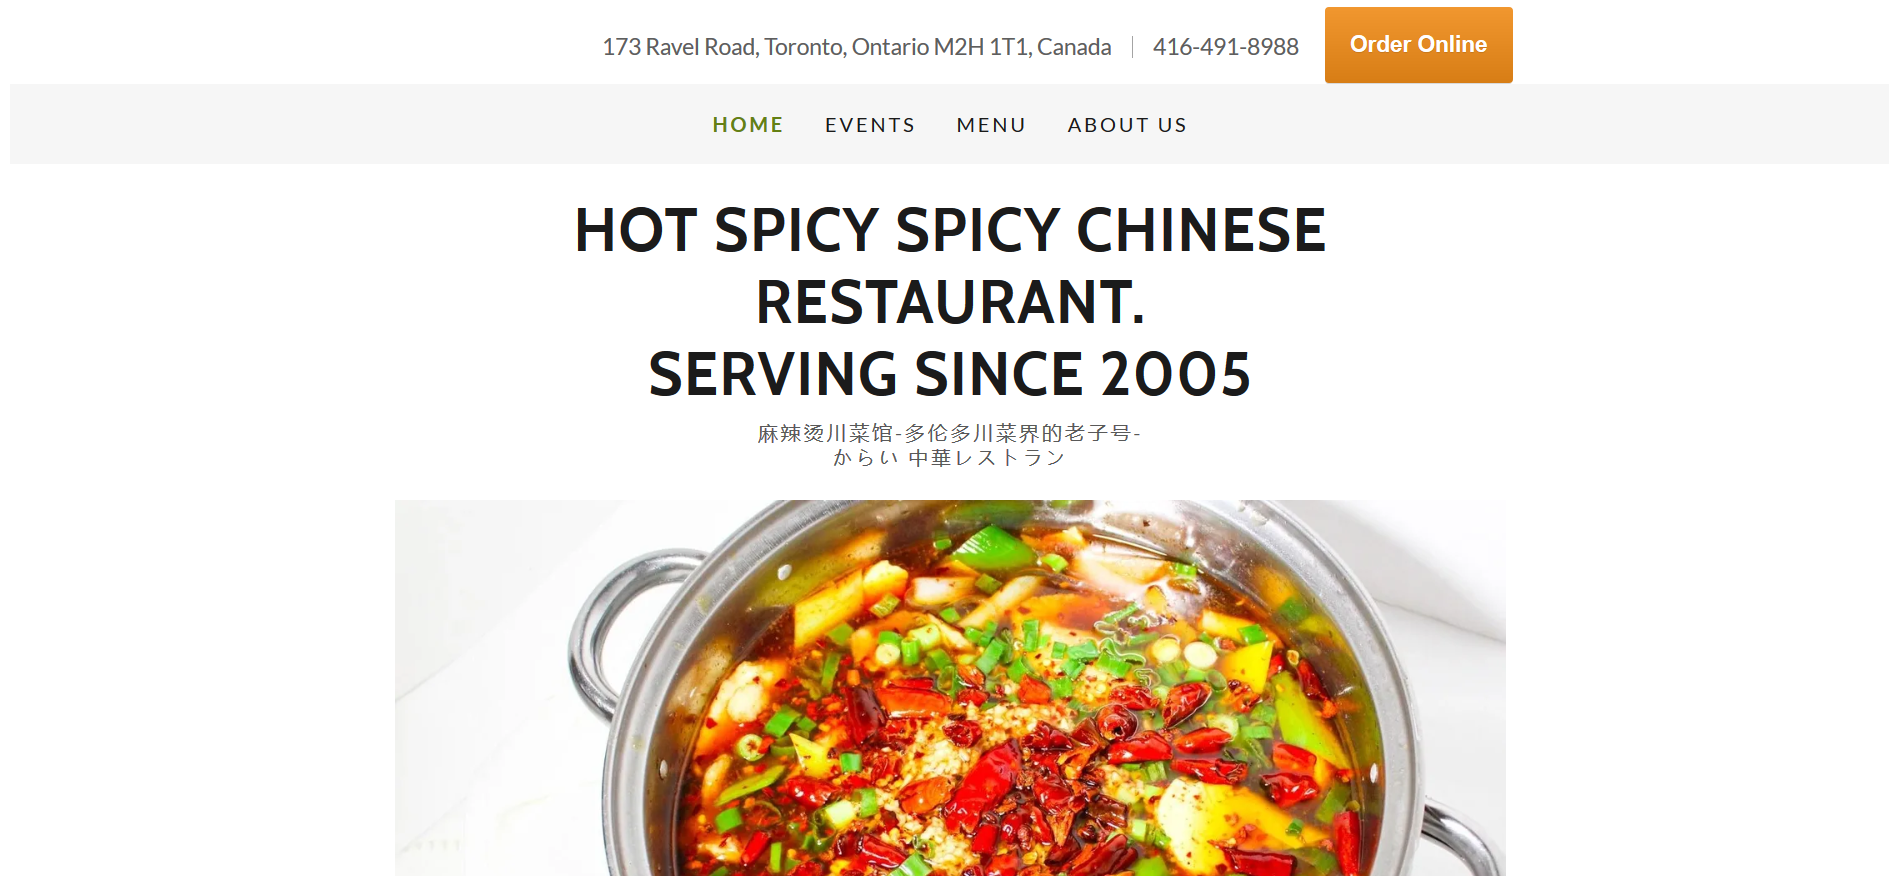 173 Ravel Road, Toronto, Ontario M2H 1T1, Canada | 416-491-8988 Order Online
HOME EVENTS MENU ABOUT US
HOT SPICY SPICY CHINESE
RESTAURANT.
SERVING SINCE 2005
麻辣烫川菜馆-多伦多川菜界的老子号-
からい 中華レストラン